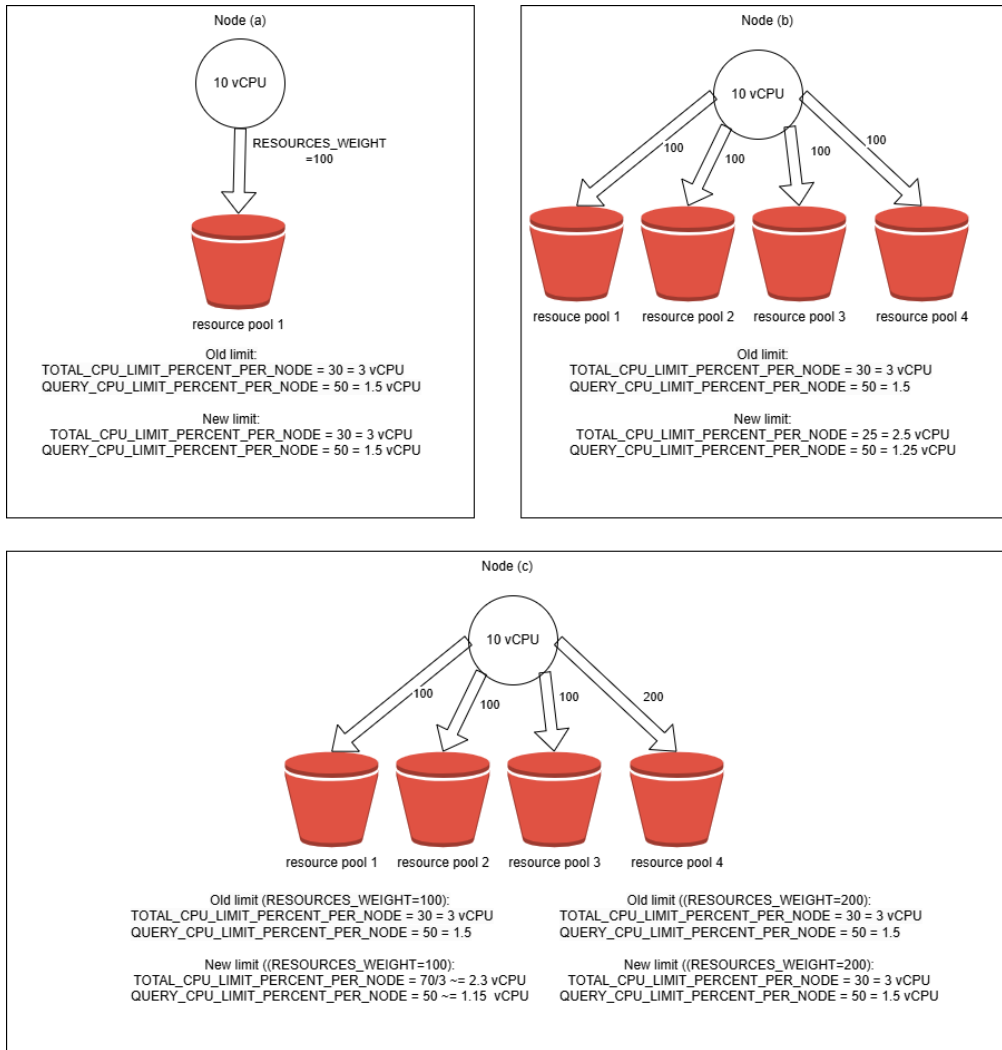 Node (a)
10 vCPU
RESOURCES_WEIGHT
=100
resource pool 1
Old limit:
TOTAL_CPU_LIMIT_PERCENT_PER_NODE = 30 = 3 vCPU
QUERY_CPU_LIMIT_PERCENT_PER_NODE = 50 = 1.5 vCPU
New limit:
TOTAL_CPU_LIMIT_PERCENT_PER_NODE = 30 = 3 vCPU
QUERY_CPU_LIMIT_PERCENT_PER_NODE = 50 = 1.5 vCPU
Node (b)
10 vCPU
100
100
100
100
resouce pool 1
resource pool 2
resource pool 3
resource pool 4
Old limit:
TOTAL_CPU_LIMIT_PERCENT_PER_NODE = 30 = 3 vCPU
QUERY_CPU_LIMIT_PERCENT_PER_NODE = 50 = 1.5
New limit:
TOTAL_CPU_LIMIT_PERCENT_PER_NODE = 25 = 2.5 vCPU
QUERY_CPU_LIMIT_PERCENT_PER_NODE = 50 = 1.25 vCPU
Node (c)
10 vCPU
100
100
100
200
resource pool 1
resource pool 2
resource pool 3
resource pool 4
Old limit (RESOURCES_WEIGHT=100):
TOTAL_CPU_LIMIT_PERCENT_PER_NODE = 30 = 3 vCPU
QUERY_CPU_LIMIT_PERCENT_PER_NODE = 50 = 1.5
New limit ((RESOURCES_WEIGHT=100):
TOTAL_CPU_LIMIT_PERCENT_PER_NODE = 70/3 ~= 2.3 vCPU
QUERY_CPU_LIMIT_PERCENT_PER_NODE = 50 ~= 1.15 vCPU
Old limit ((RESOURCES_WEIGHT=200):
TOTAL_CPU_LIMIT_PERCENT_PER_NODE = 30 = 3 vCPU
QUERY_CPU_LIMIT_PERCENT_PER_NODE = 50 = 1.5
New limit ((RESOURCES_WEIGHT=200):
TOTAL_CPU_LIMIT_PERCENT_PER_NODE = 30 = 3 vCPU
QUERY_CPU_LIMIT_PERCENT_PER_NODE = 50 = 1.5 vCPU